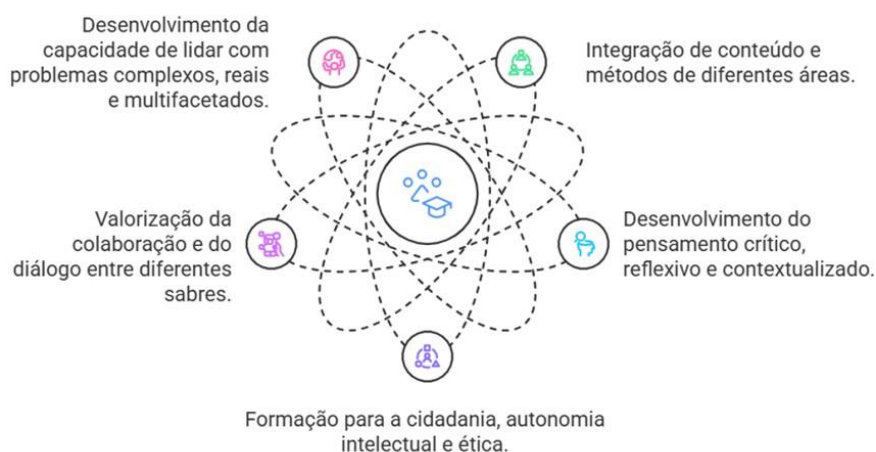 Desenvolvimento da
capacidade de lidar com
problemas complexos, reais
e multifacetados.
Integração de conteúdo e
métodos de diferentes áreas.
Valorização da
colaboração e do
diálogo entre diferentes
sabres.
Desenvolvimento do
pensamento crítico,
reflexivo e contextualizado.
Formação para a cidadania, autonomia
intelectual e ética.